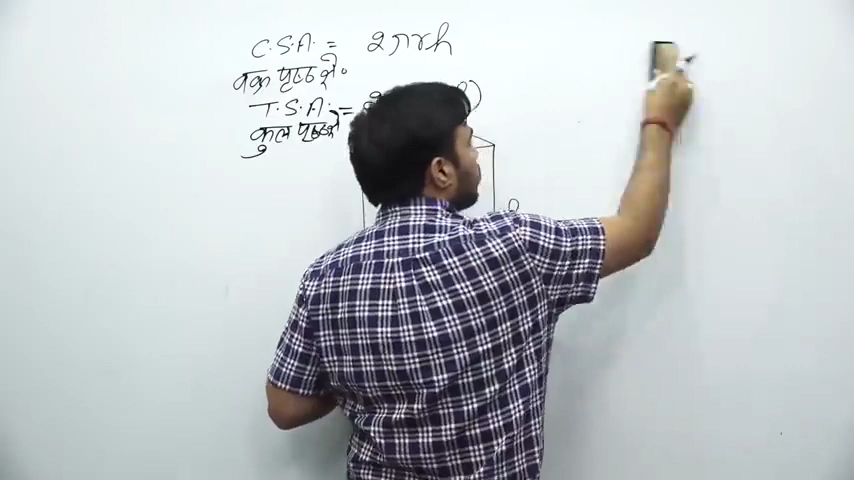 C.S.A. = 2πrh
वक्र पृष्ठ क्षे०
T.S.A. =
कुल पृष्ठ क्षे